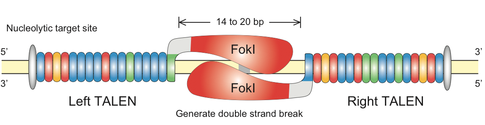 14 to 20 bp
Nucleolytic target site
FokI
5' 5'
3' 3'
FokI
Left TALEN Right TALEN
Generate double strand break